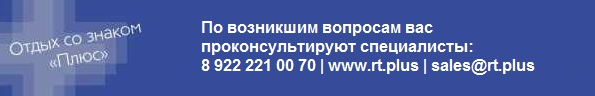 Отдых со знаком
«Плюс»
По возникшим вопросам вас
проконсультируют специалисты:
8 922 221 00 70 | www.rt.plus | sales@rt.plus